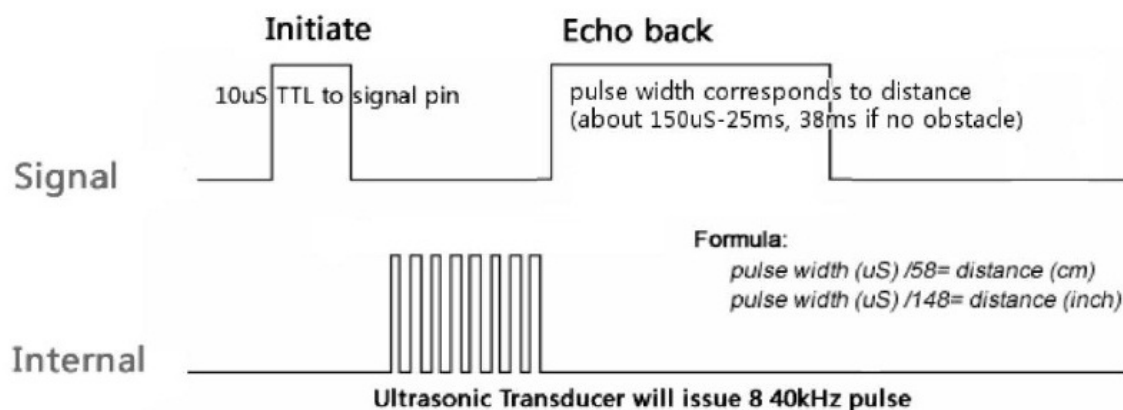 Initiate
Echo back
10uS TTL to signal pin
pulse width corresponds to distance
(about 150uS-25ms, 38ms if no obstacle)
Signal
Formula:
pulse width (uS) /58= distance (cm)
pulse width (uS) /148= distance (inch)
Internal
Ultrasonic Transducer will issue 8 40kHz pulse